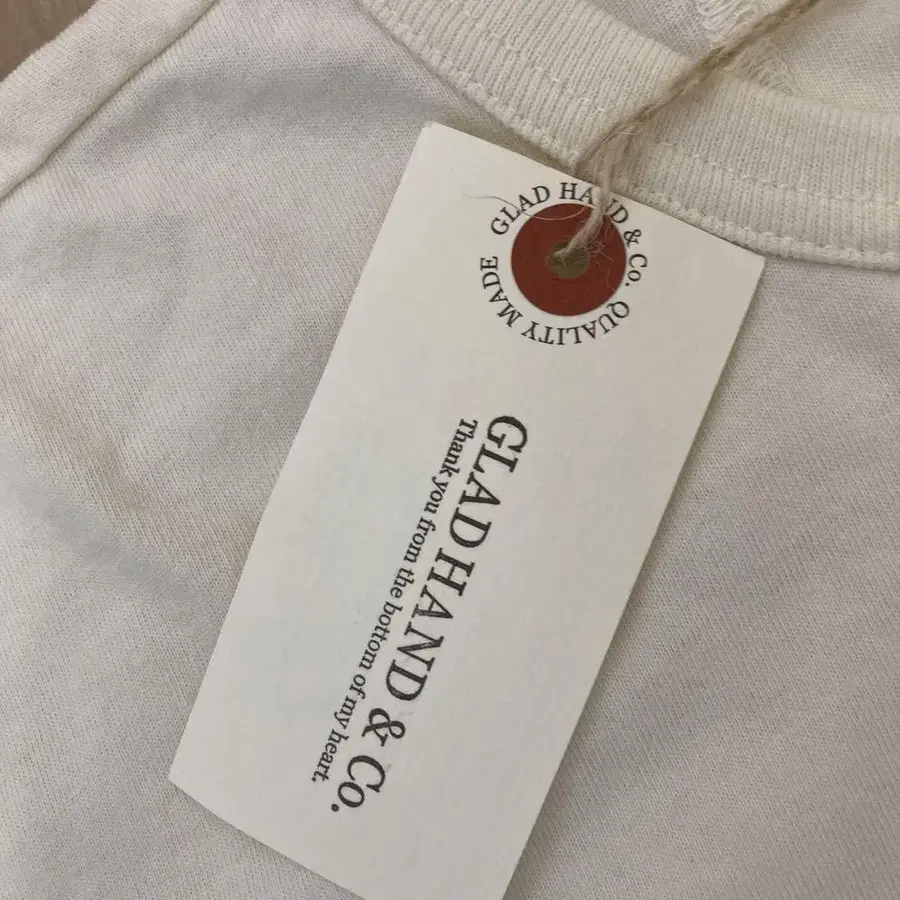 GLAD HAND & Co. QUALITY MADE
GLAD HAND & Co.
Thank you from the bottom of my heart.